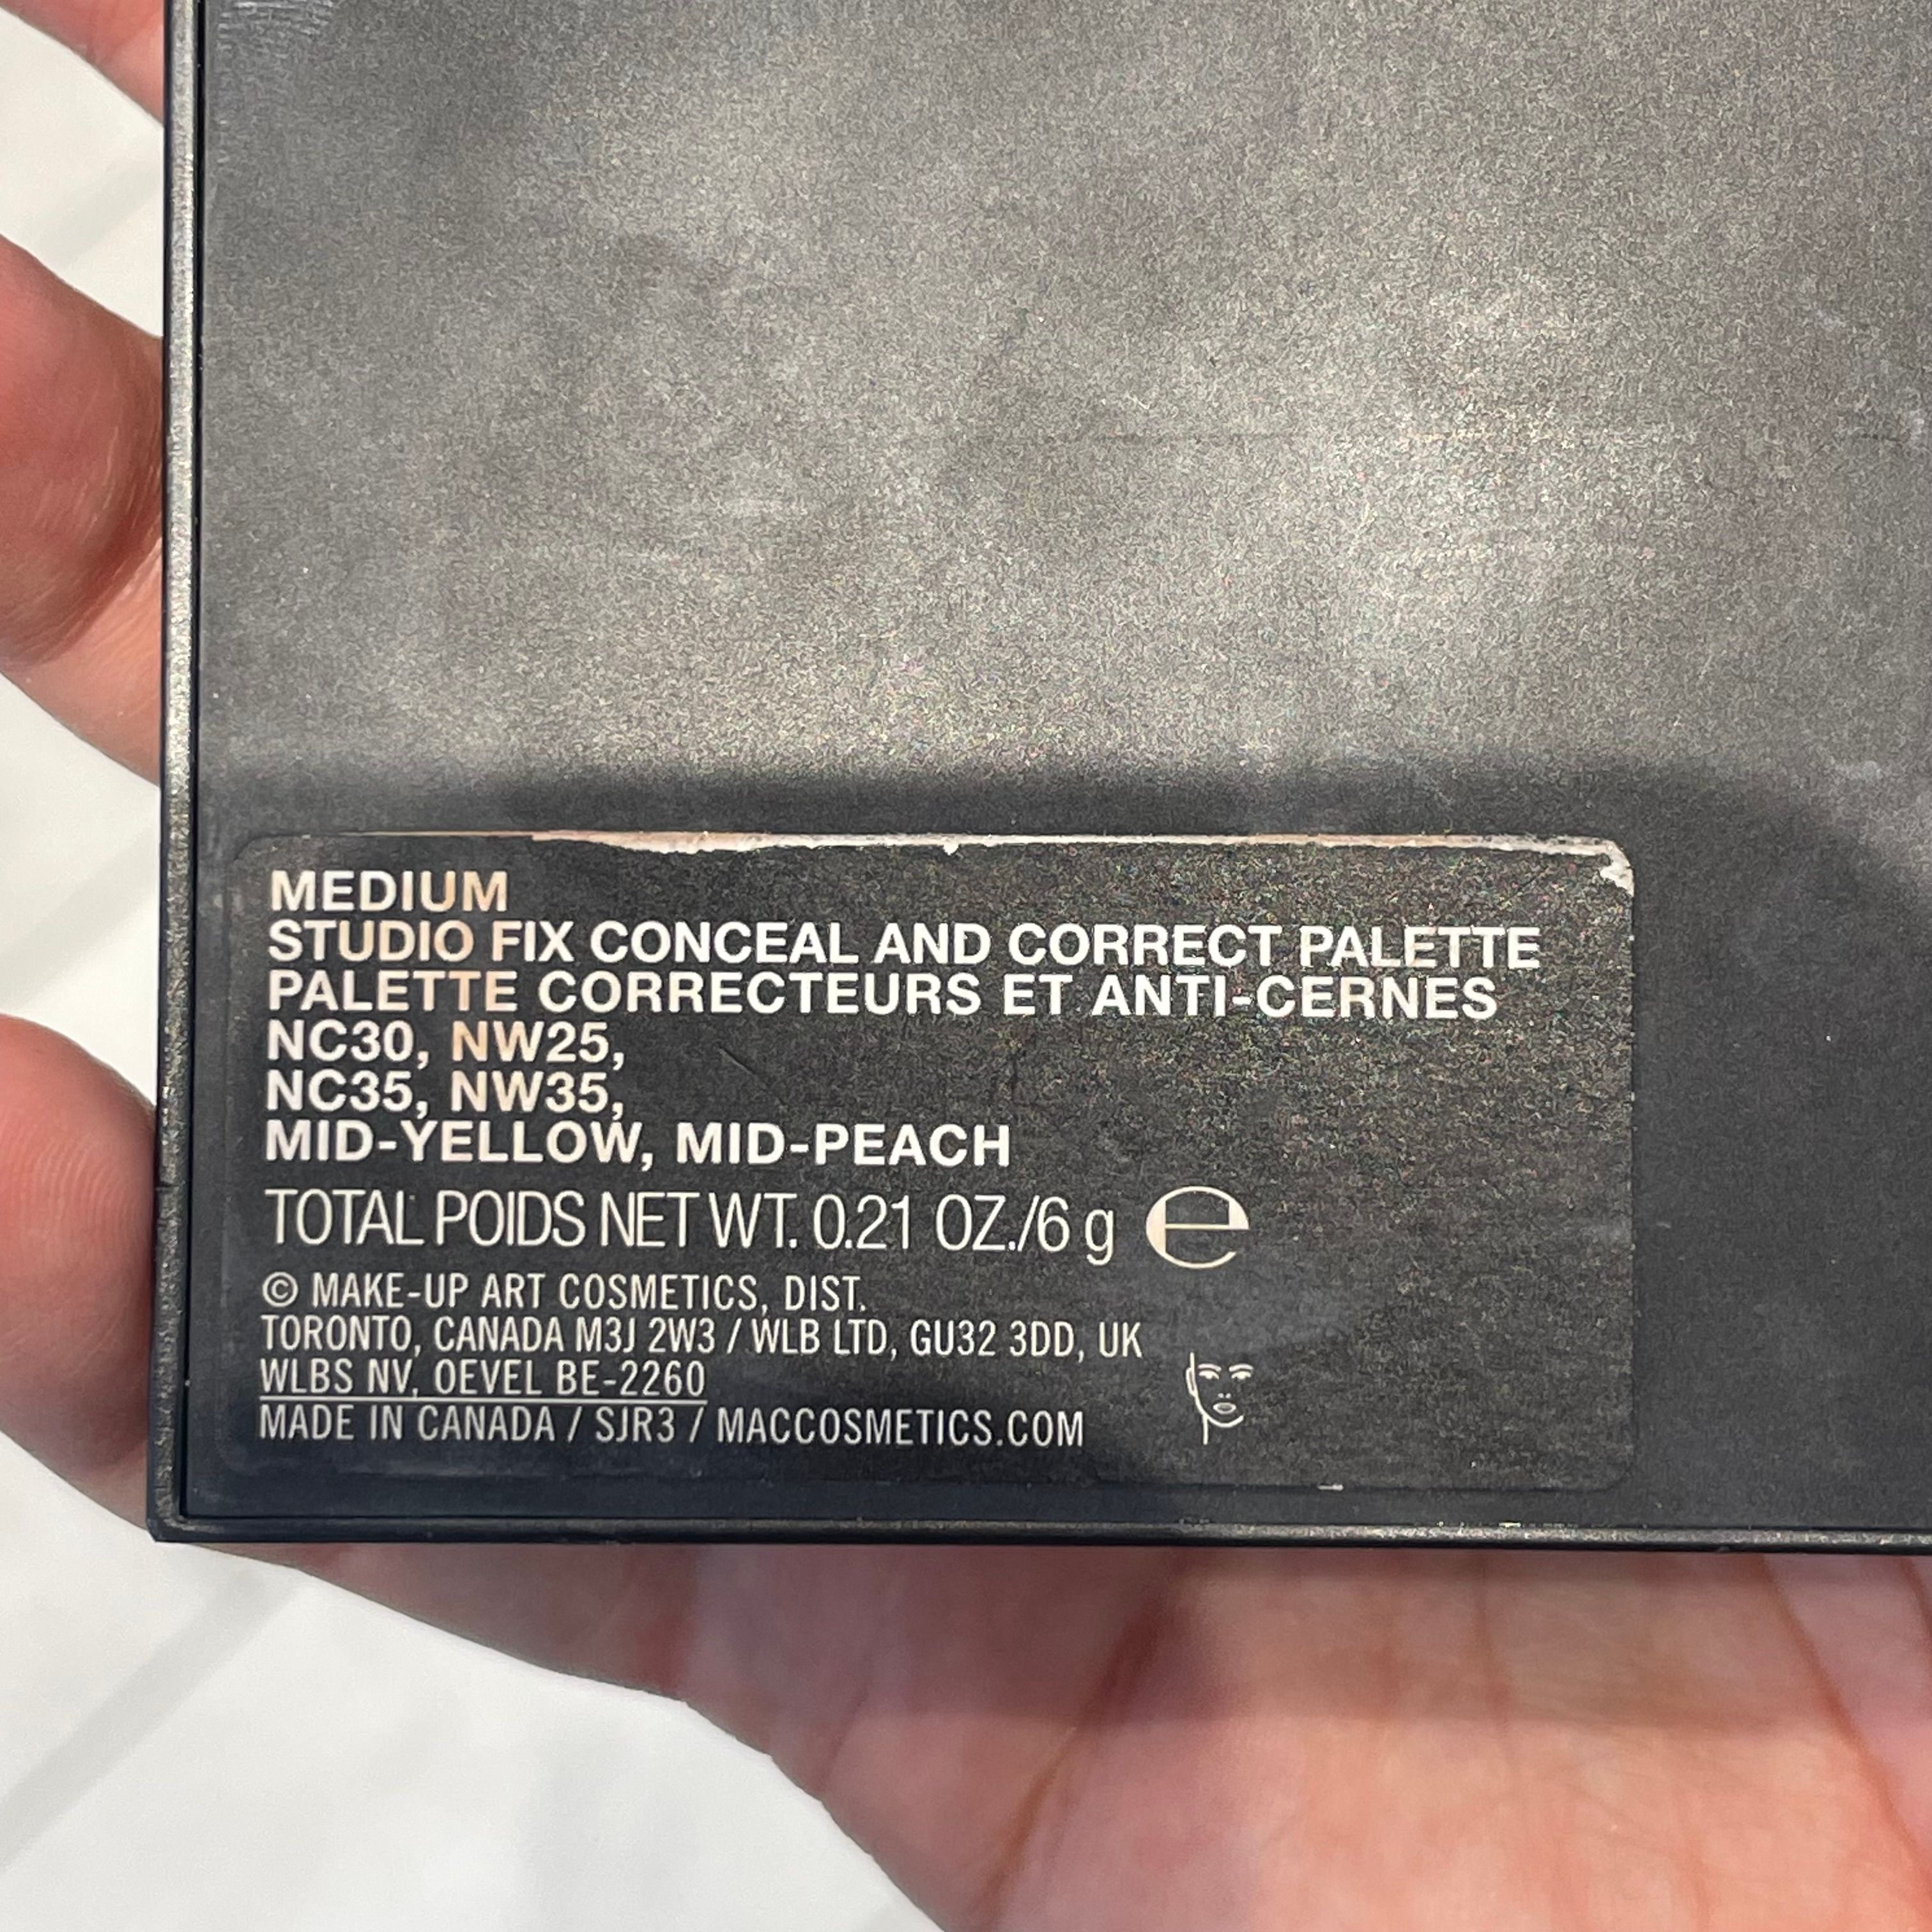 MEDIUM
STUDIO FIX CONCEAL AND CORRECT PALETTE
PALETTE CORRECTEURS ET ANTI-CERNES
NC30, NW25,
NC35, NW35,
MID-YELLOW, MID-PEACH
TOTAL POIDS NET WT. 0.21 OZ./6 g ℮
© MAKE-UP ART COSMETICS, DIST.
TORONTO, CANADA M3J 2W3 / WLB LTD, GU32 3DD, UK
WLBS NV, OEVEL BE-2260
MADE IN CANADA / SJR3 / MACCOSMETICS.COM